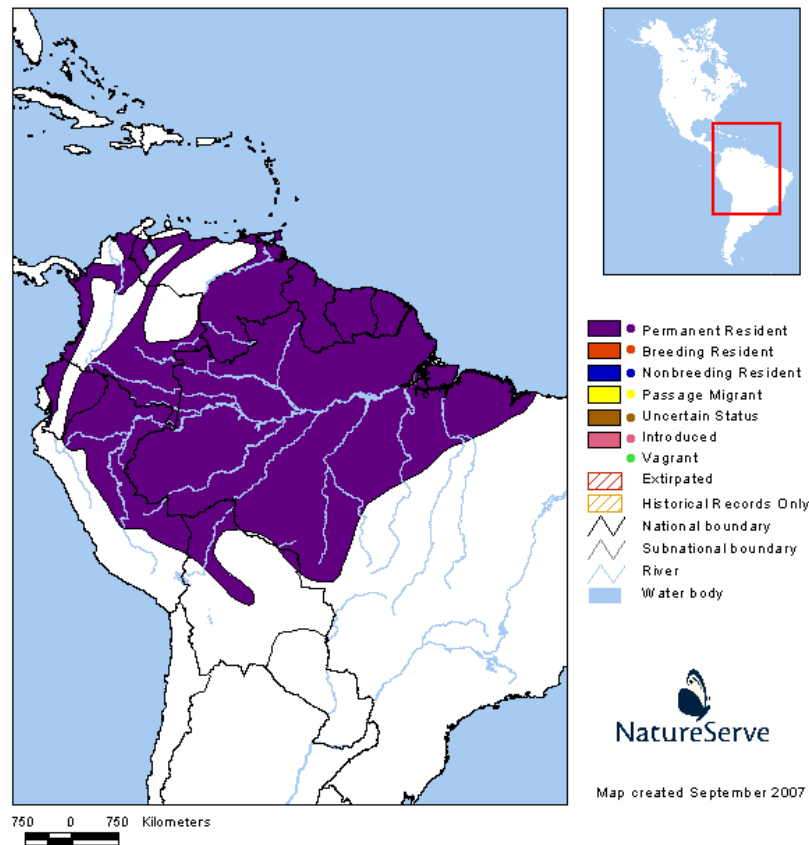 Permanent Resident
Breeding Resident
Nonbreeding Resident
Passage Migrant
Uncertain Status
Introduced
Vagrant
Extirpated
Historical Records Only
National boundary
Subnational boundary
River
Water body
NatureServe
Map created September 2007
750 0 750 Kilometers